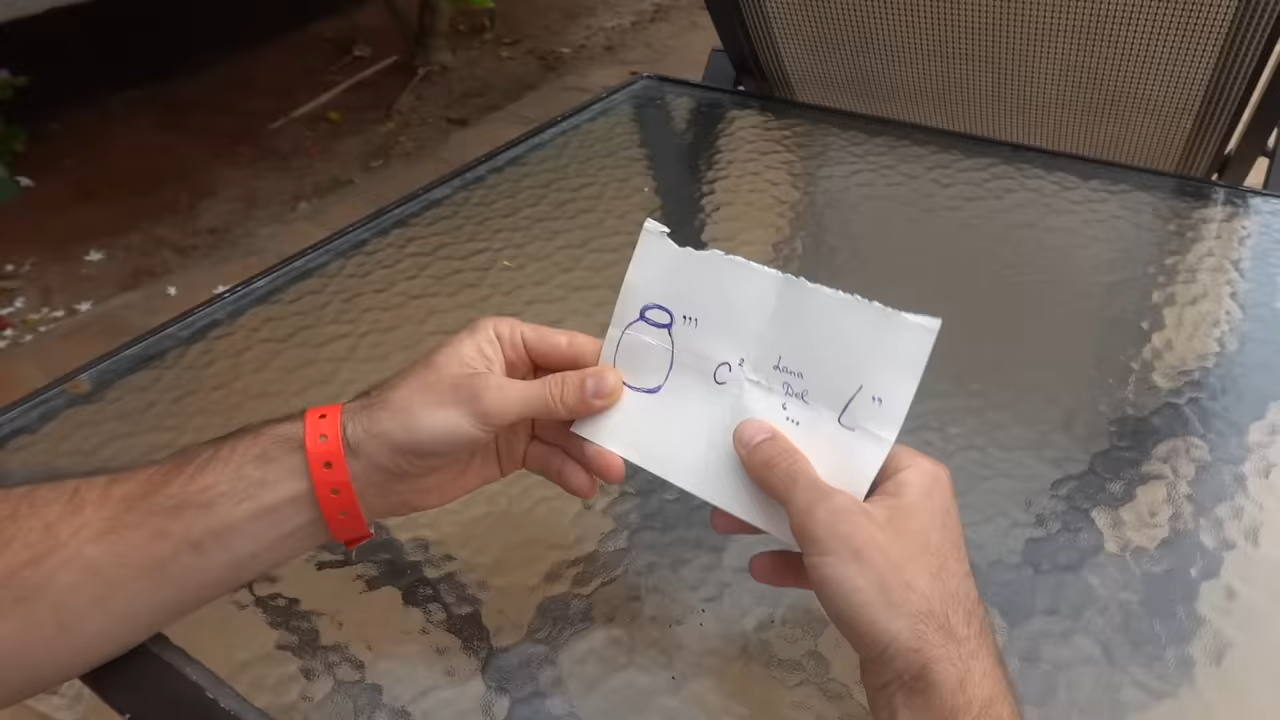 ,,,
C²
Lana
Del
‘...
L ,,